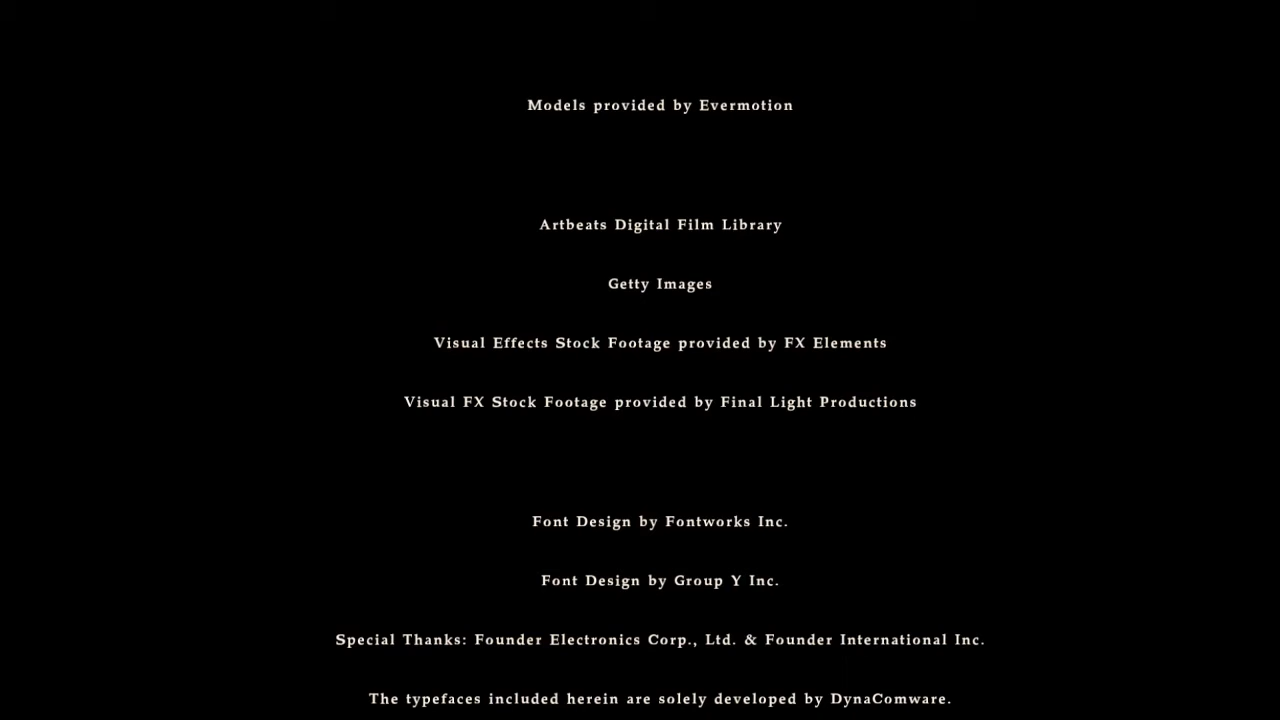 Models provided by Evermotion
Artbeats Digital Film Library
Getty Images
Visual Effects Stock Footage provided by FX Elements
Visual FX Stock Footage provided by Final Light Productions
Font Design by Fontworks Inc.
Font Design by Group Y Inc.
Special Thanks: Founder Electronics Corp., Ltd. & Founder International Inc.
The typefaces included herein are solely developed by DynaComware.